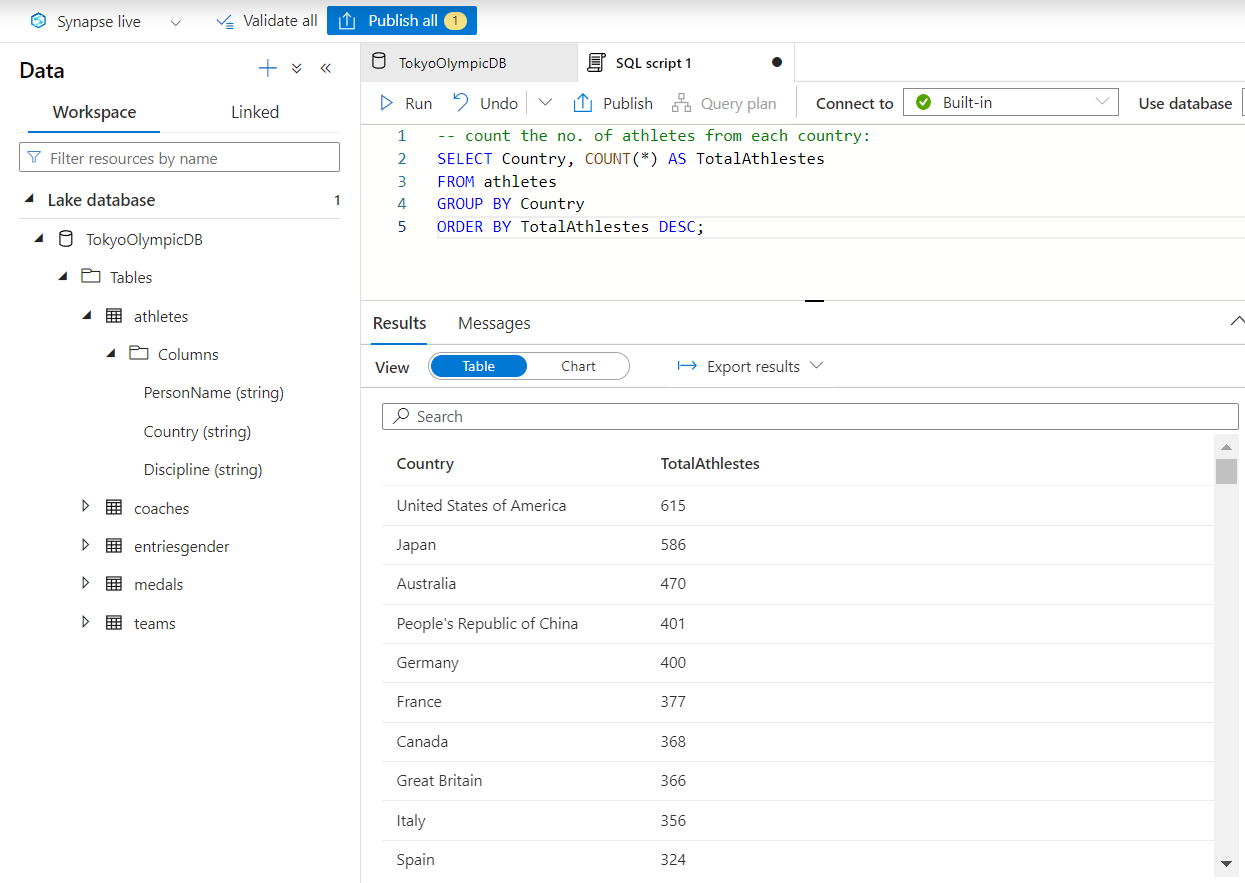 Synapse live
Validate all
Publish all 1
Data
Workspace Linked
Filter resources by name
Lake database 1
TokyoOlympicDB
Tables
athletes
Columns
PersonName (string)
Country (string)
Discipline (string)
coaches
entriesgender
medals
teams
TokyoOlympicDB
SQL script 1
Run Undo Publish Query plan Connect to Built-in Use database
1 -- count the no. of athletes from each country:
2 SELECT Country, COUNT(*) AS TotalAthlestes
3 FROM athletes
4 GROUP BY Country
5 ORDER BY TotalAthlestes DESC;
Results Messages
View Table Chart Export results
Search
Country TotalAthlestes
United States of America 615
Japan 586
Australia 470
People's Republic of China 401
Germany 400
France 377
Canada 368
Great Britain 366
Italy 356
Spain 324